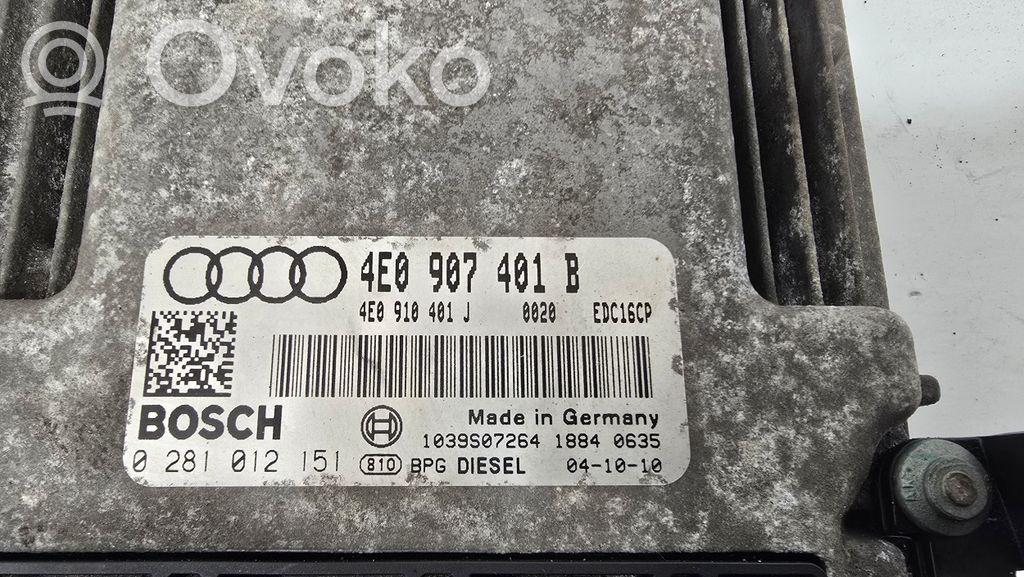 Ovoko
4E0 907 401 B
4E0 910 401 J 0020 EDC16CP
BOSCH
Made in Germany
1039S07264 1884 0635
0 281 012 151 810 BPG DIESEL 04-10-10